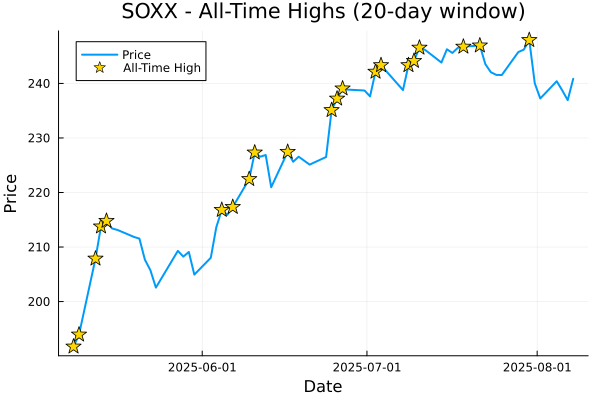 SOXX - All-Time Highs (20-day window)
Price
All-Time High
Price
240
230
220
210
200
2025-06-01
2025-07-01
2025-08-01
Date